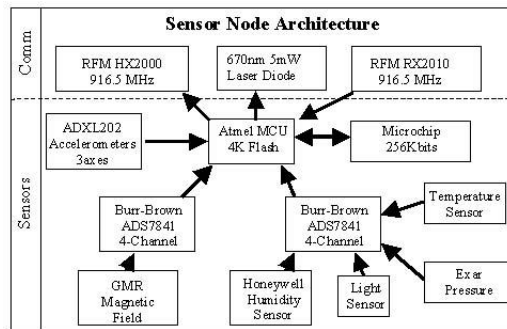 Sensor Node Architecture
Comm
RFM HX2000
916.5 MHz
670nm 5mW
Laser Diode
RFM RX2010
916.5 MHz
Sensors
ADXL202
Accelerometers
3axes
Atmel MCU
4K Flash
Microchip
256Kbits
Burr-Brown
ADS7841
4-Channel
Burr-Brown
ADS7841
4-Channel
Temperature
Sensor
GMR
Magnetic
Field
Honeywell
Humidity
Sensor
Light
Sensor
Exar
Pressure